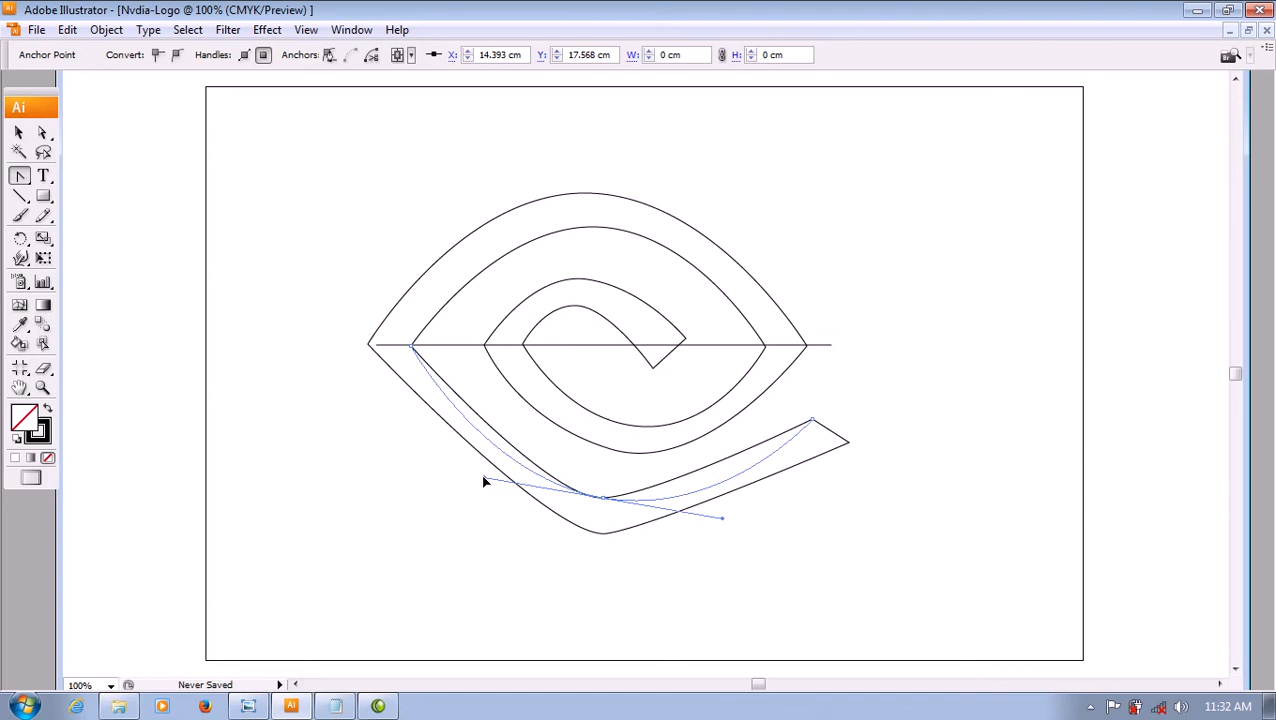 Adobe Illustrator - [Nvdia-Logo @ 100% (CMYK/Preview) ]
File Edit Object Type Select Filter Effect View Window Help
Anchor Point Convert: Handles: Anchors: X: 14.393 cm Y: 17.568 cm W: 0 cm H: 0 cm
Ai
T
100% Never Saved
Ai 11:32 AM